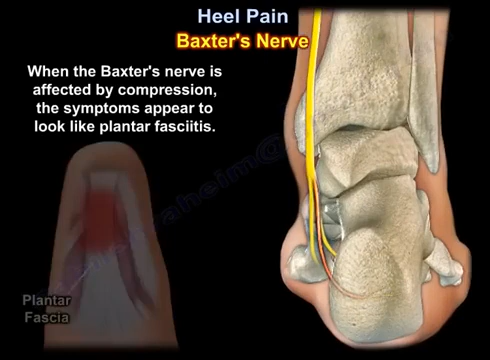 Heel Pain
Baxter's Nerve
When the Baxter's nerve is
affected by compression,
the symptoms appear to
look like plantar fasciitis.
Plantar
Fascia